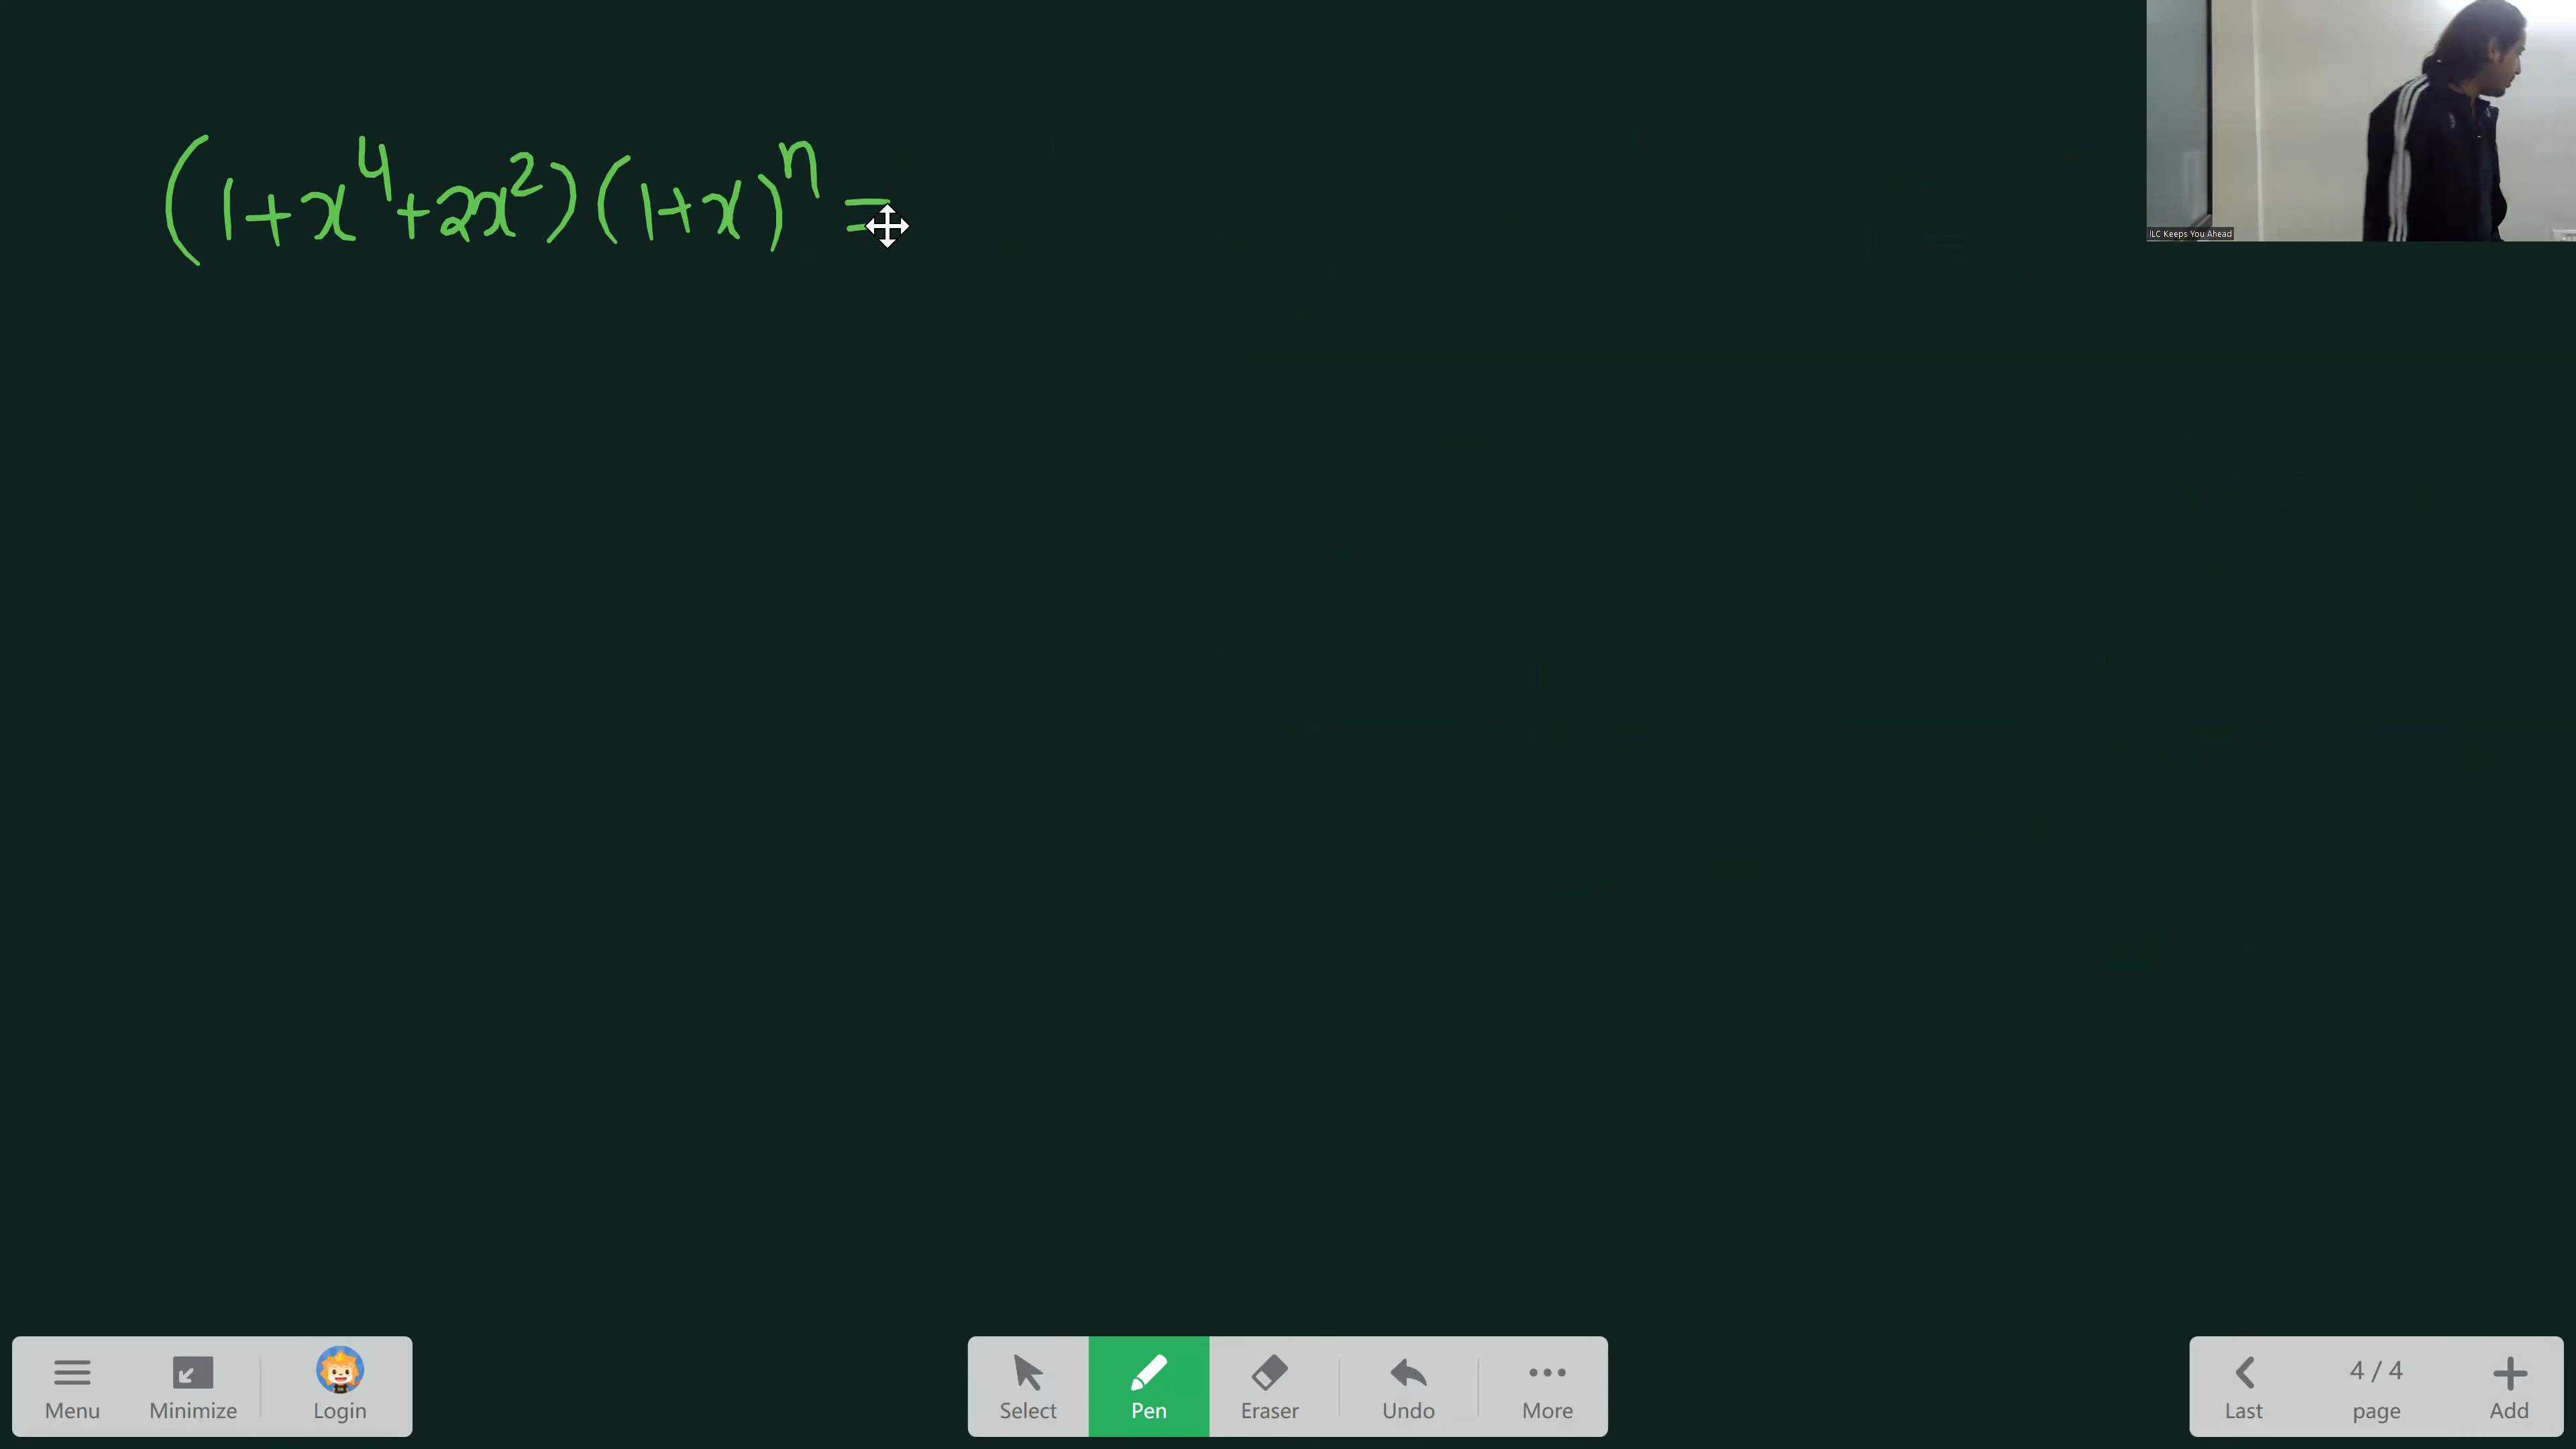 (1+x⁴+2x²)(1+x)ⁿ =
ILC Keeps You Ahead
Menu
Minimize
Login
Select
Pen
Eraser
Undo
More
Last
4 / 4
page
Add